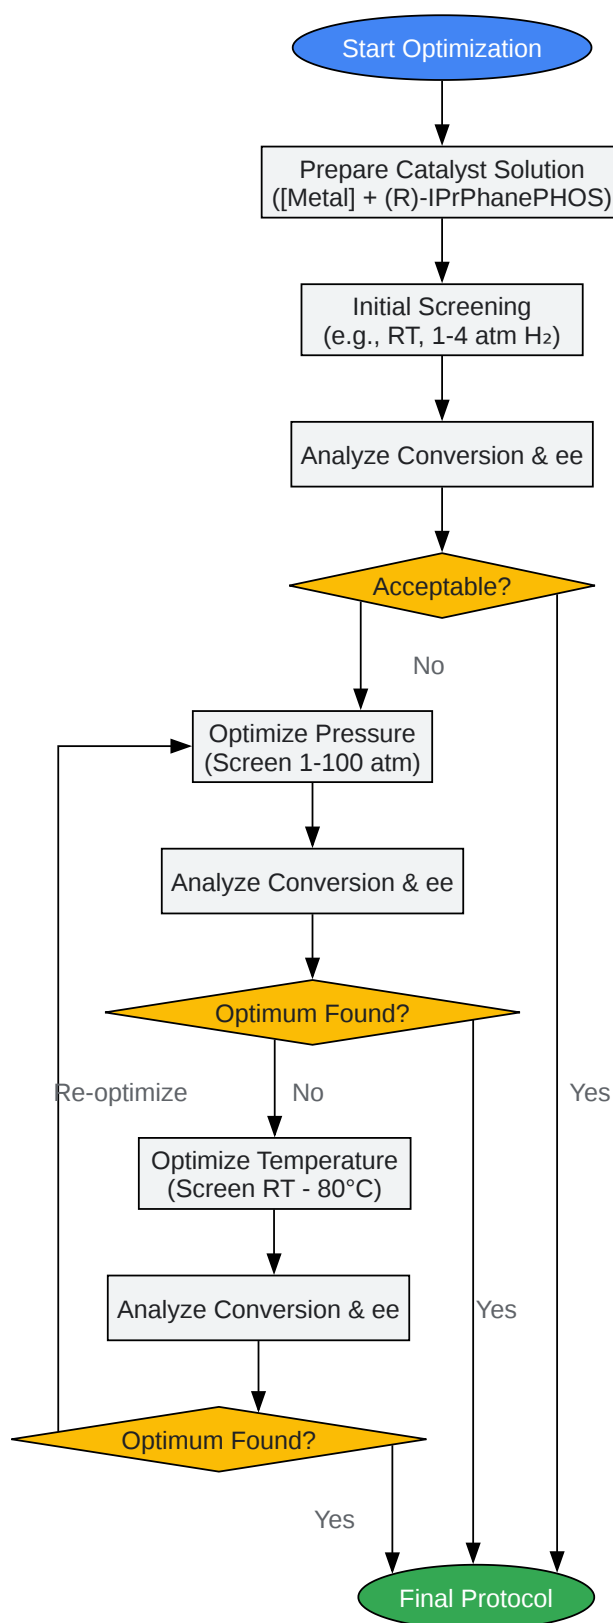 Start Optimization
Prepare Catalyst Solution
([Metal] + (R)-IPrPhanePHOS)
Initial Screening
(e.g., RT, 1-4 atm H₂)
Analyze Conversion & ee
Acceptable?
No
Optimize Pressure
(Screen 1-100 atm)
Analyze Conversion & ee
Optimum Found?
Re-optimize
No
Yes
Optimize Temperature
(Screen RT - 80°C)
Analyze Conversion & ee
Yes
Optimum Found?
Yes
Final Protocol